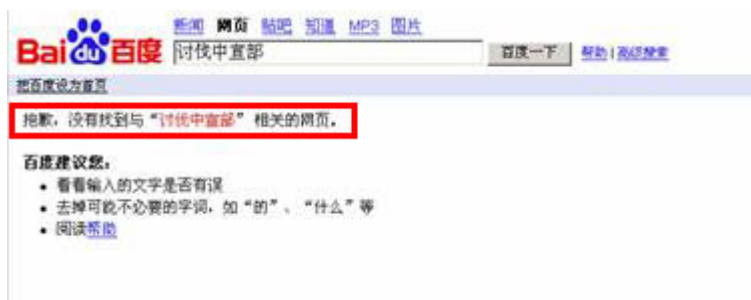 新闻 网页 贴吧 知道 MP3 图片
Bai du 百度 讨伐中宣部 百度一下 帮助 | 高级搜索
把百度设为首页
抱歉，没有找到与“讨伐中宣部”相关的网页。
百度建议您：
• 看看输入的文字是否有误
• 去掉可能不必要的字词，如“的”、“什么”等
• 阅读帮助